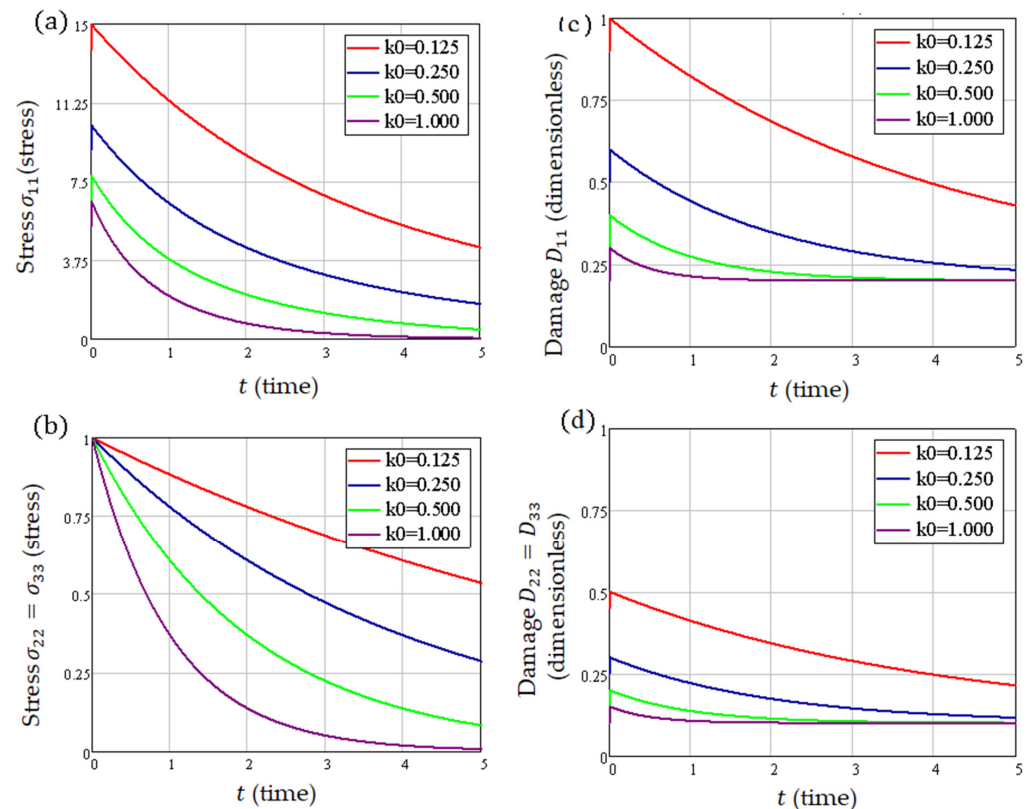 (a)
Stress σ₁₁(stress)
15
11.25
7.5
3.75
0
k0=0.125
k0=0.250
k0=0.500
k0=1.000
0 1 2 3 4 5
t (time)
(c)
Damage D₁₁ (dimensionless)
1
0.75
0.5
0.25
0
k0=0.125
k0=0.250
k0=0.500
k0=1.000
0 1 2 3 4 5
t (time)
(b)
Stress σ₂₂ = σ₃₃ (stress)
1
0.75
0.5
0.25
0
k0=0.125
k0=0.250
k0=0.500
k0=1.000
0 1 2 3 4 5
t (time)
(d)
Damage D₂₂ = D₃₃
(dimensionless)
1
0.75
0.5
0.25
0
k0=0.125
k0=0.250
k0=0.500
k0=1.000
0 1 2 3 4 5
t (time)